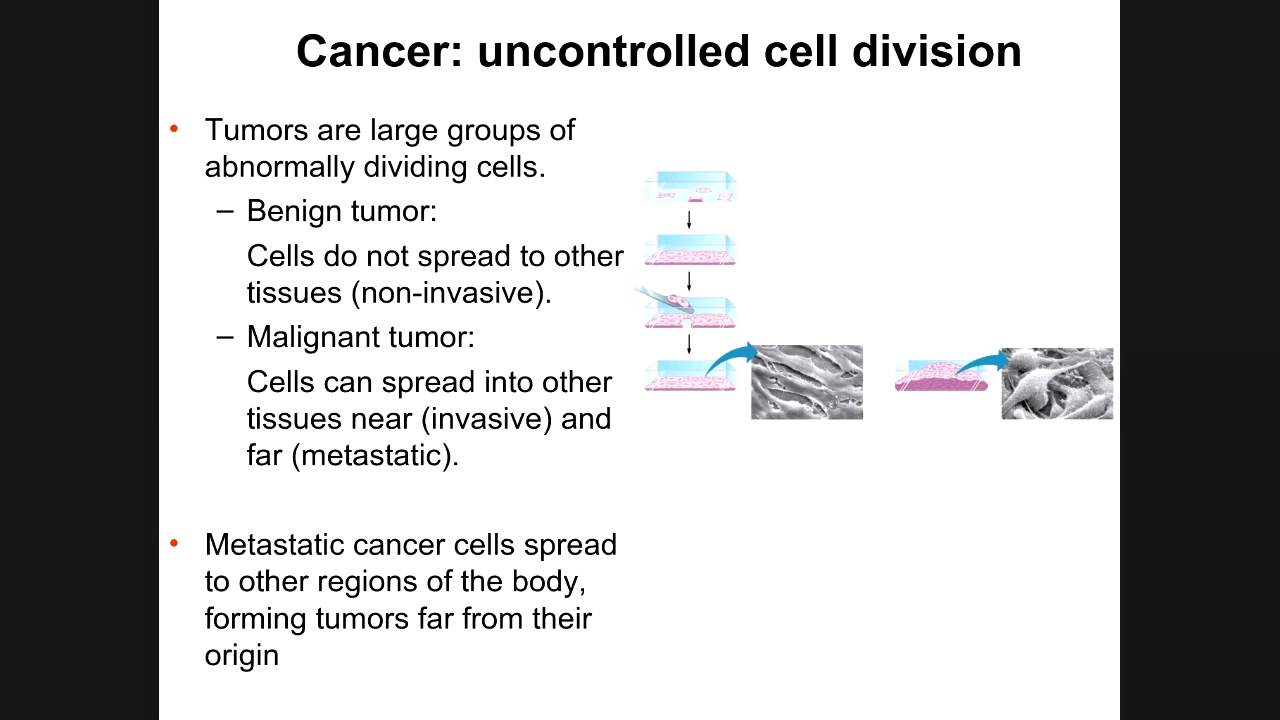 Cancer: uncontrolled cell division
• Tumors are large groups of
abnormally dividing cells.
– Benign tumor:
Cells do not spread to other
tissues (non-invasive).
– Malignant tumor:
Cells can spread into other
tissues near (invasive) and
far (metastatic).
• Metastatic cancer cells spread
to other regions of the body,
forming tumors far from their
origin